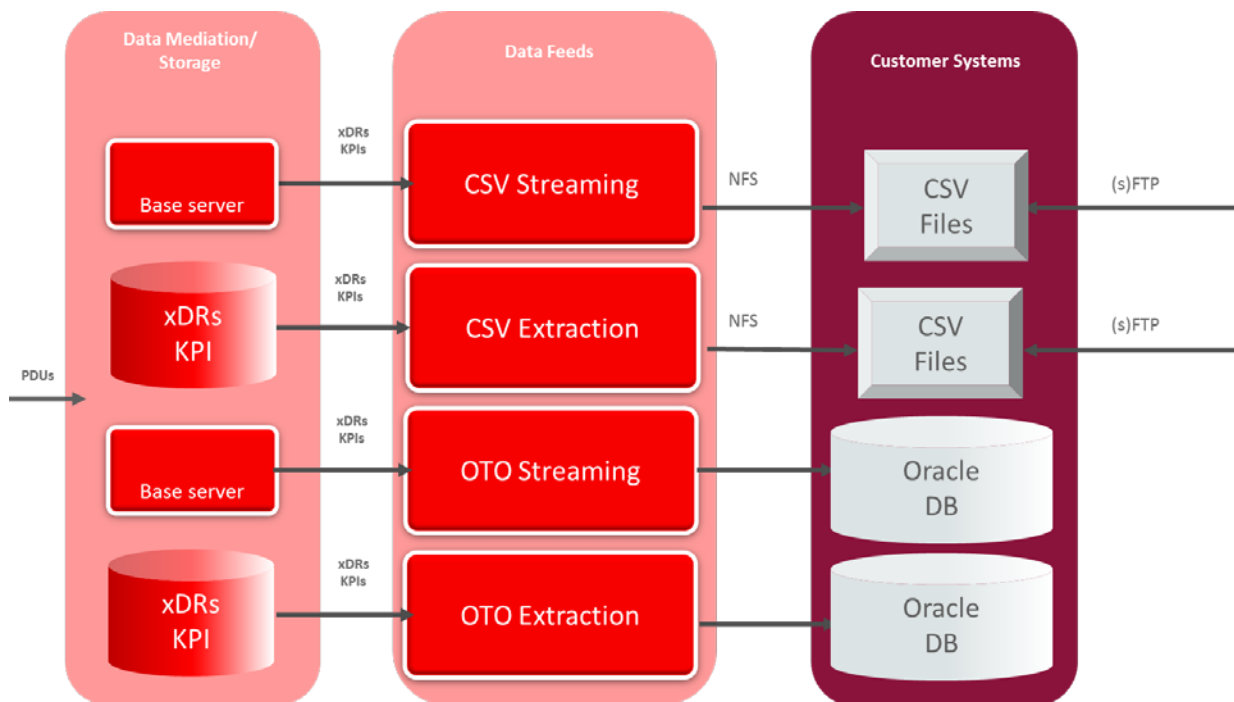 Data Mediation/
Storage
Data Feeds
Customer Systems
xDRs
KPIs
Base server
CSV Streaming
NFS
CSV
Files
(s)FTP
xDRs
KPIs
xDRs
KPI
CSV Extraction
NFS
CSV
Files
(s)FTP
PDUs
xDRs
KPIs
Base server
OTO Streaming
Oracle
DB
xDRs
KPIs
xDRs
KPI
OTO Extraction
Oracle
DB